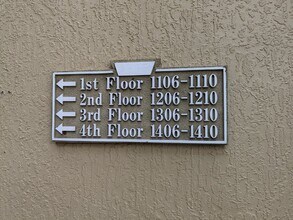 ← 1st Floor 1106-1110
← 2nd Floor 1206-1210
← 3rd Floor 1306-1310
← 4th Floor 1406-1410